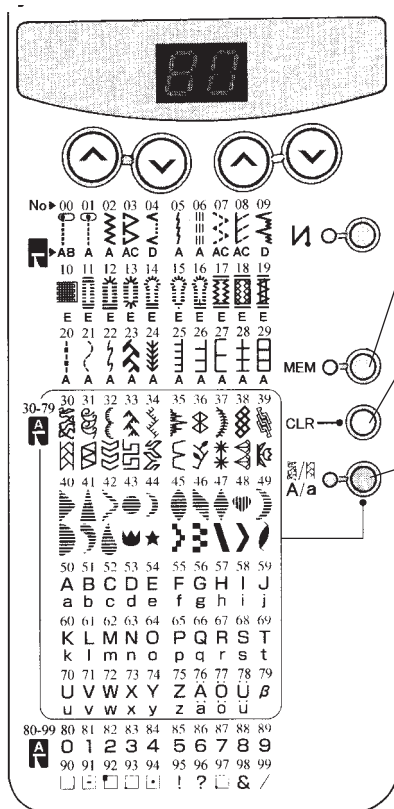 80
No 00 01 02 03 04 05 06 07 08 09
AB A A AC D A A AC AC D
10 11 12 13 14 15 16 17 18 19
E E E E E E E E E
20 21 22 23 24 25 26 27 28 29
A A A A A A A A A A
MEM
30-79
A
30 31 32 33 34 35 36 37 38 39
CLR
A/a
40 41 42 43 44 45 46 47 48 49
50 51 52 53 54 55 56 57 58 59
A B C D E F G H I J
a b c d e f g h i j
60 61 62 63 64 65 66 67 68 69
K L M N O P Q R S T
k l m n o p q r s t
70 71 72 73 74 75 76 77 78 79
U V W X Y Z Ä Ö Ü β
u v w x y z ä ö ü
80-99
A
80 81 82 83 84 85 86 87 88 89
0 1 2 3 4 5 6 7 8 9
90 91 92 93 94 95 96 97 98 99
! ? & /